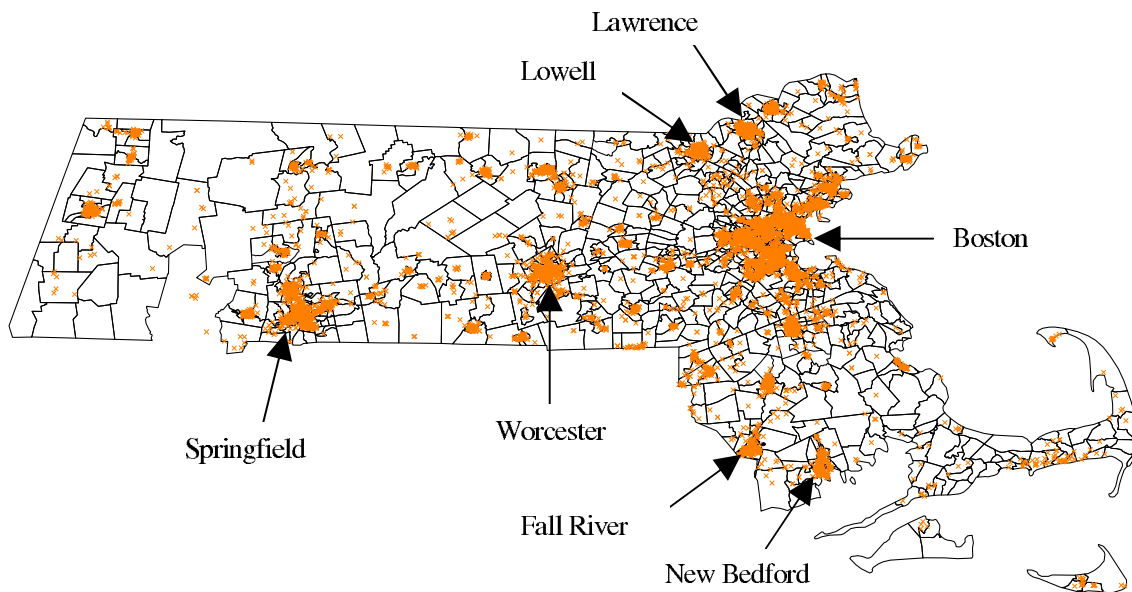 Lawrence
Lowell
Boston
Worcester
Springfield
Fall River
New Bedford